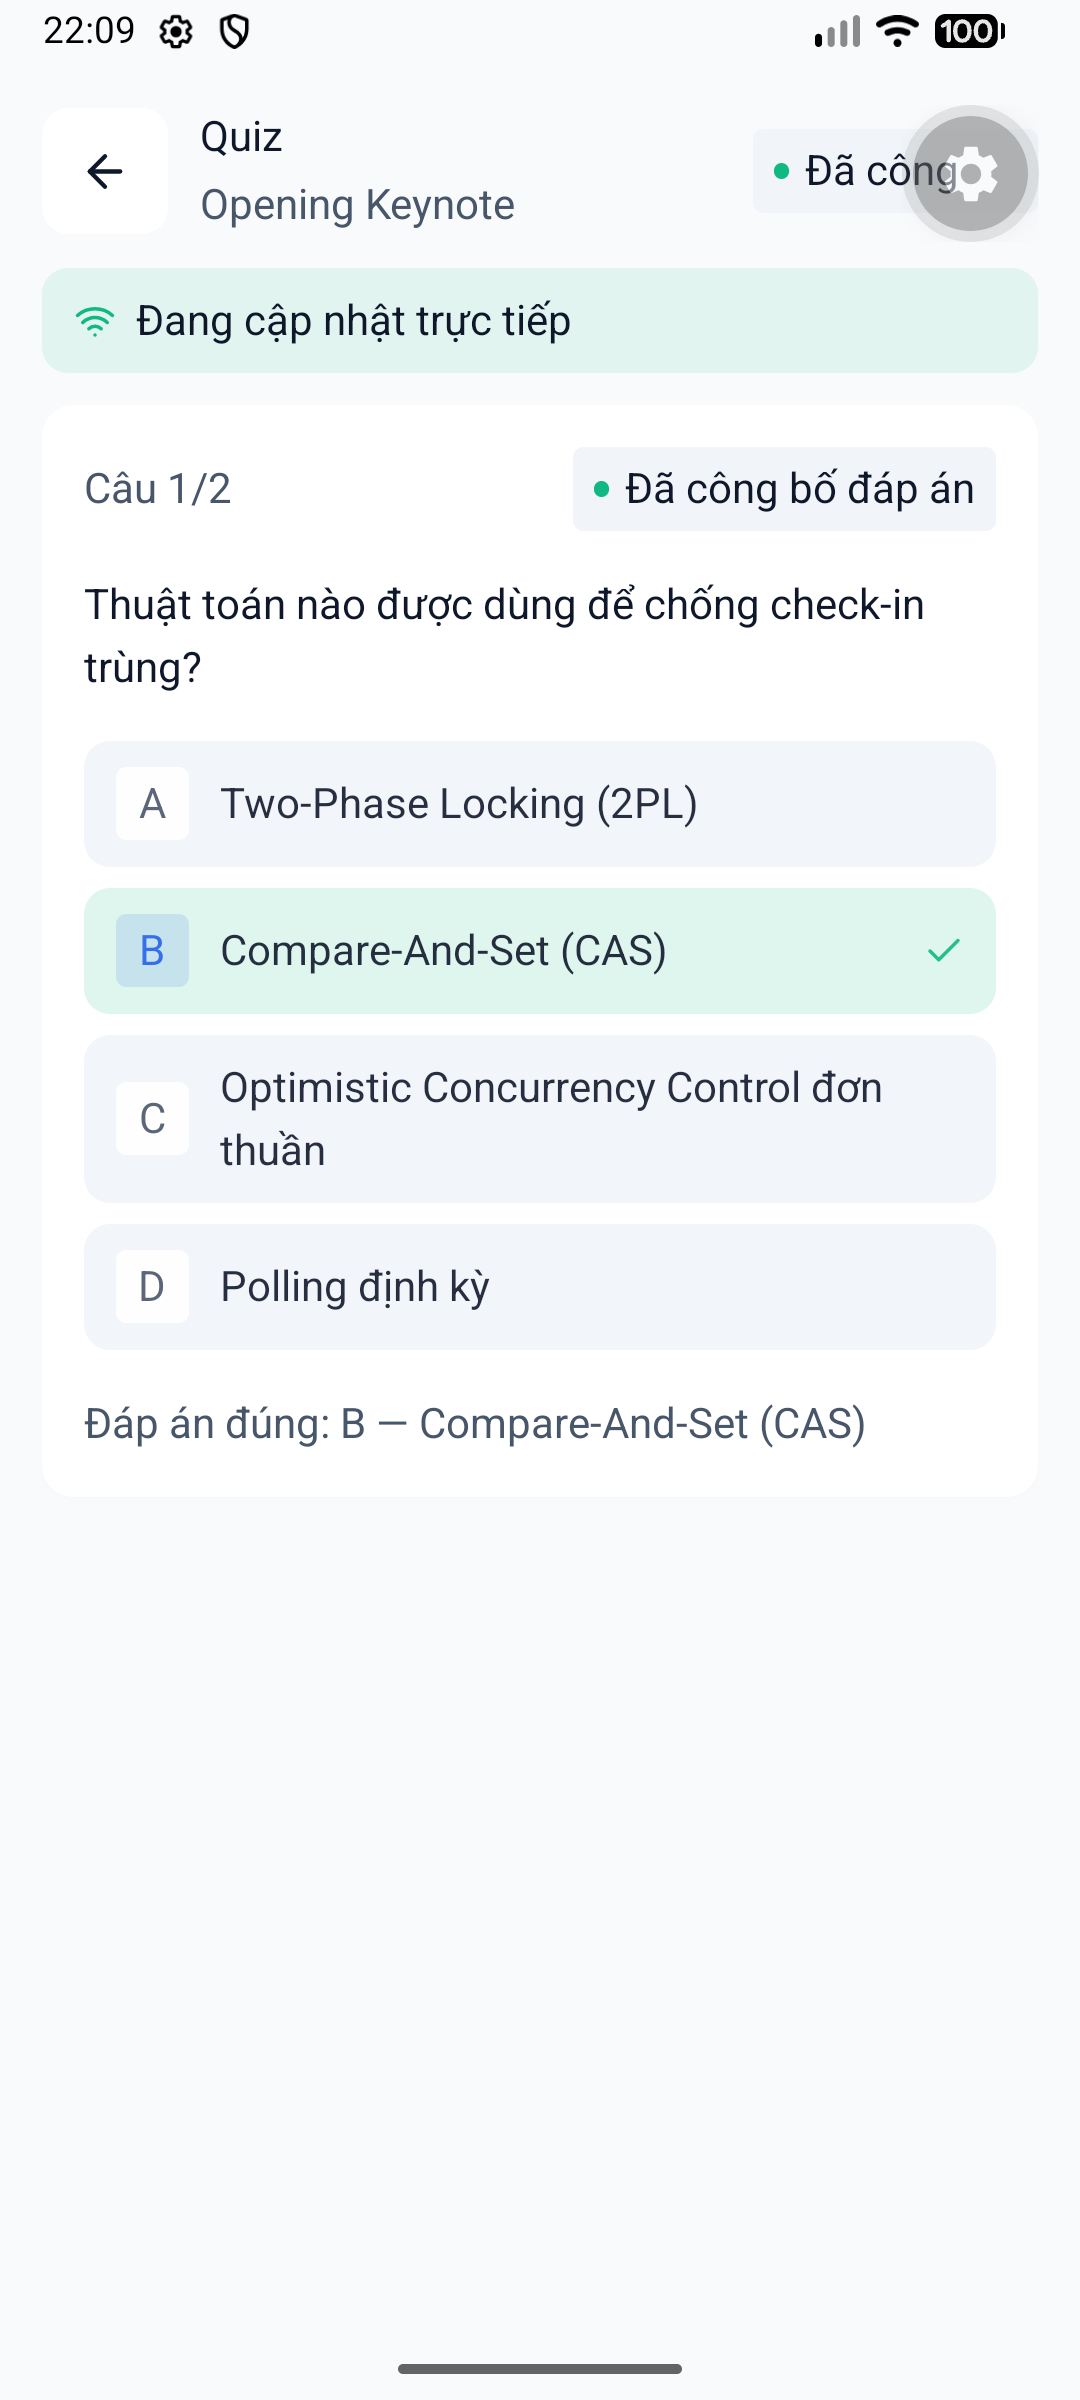 22:09
100
Quiz
Opening Keynote
Đã công
Đang cập nhật trực tiếp
Câu 1/2
Đã công bố đáp án
Thuật toán nào được dùng để chống check-in
trùng?
A
Two-Phase Locking (2PL)
B
Compare-And-Set (CAS)
C
Optimistic Concurrency Control đơn
thuần
D
Polling định kỳ
Đáp án đúng: B — Compare-And-Set (CAS)